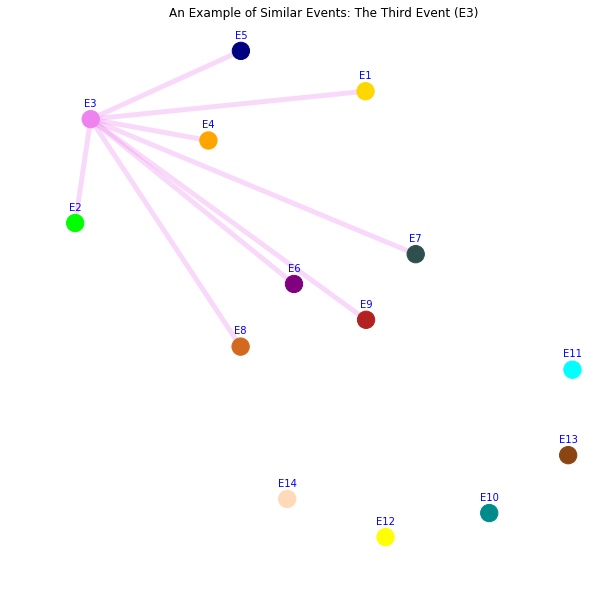 An Example of Similar Events: The Third Event (E3)
E5
E1
E3
E4
E2
E7
E6
E9
E8
E11
E13
E14
E10
E12